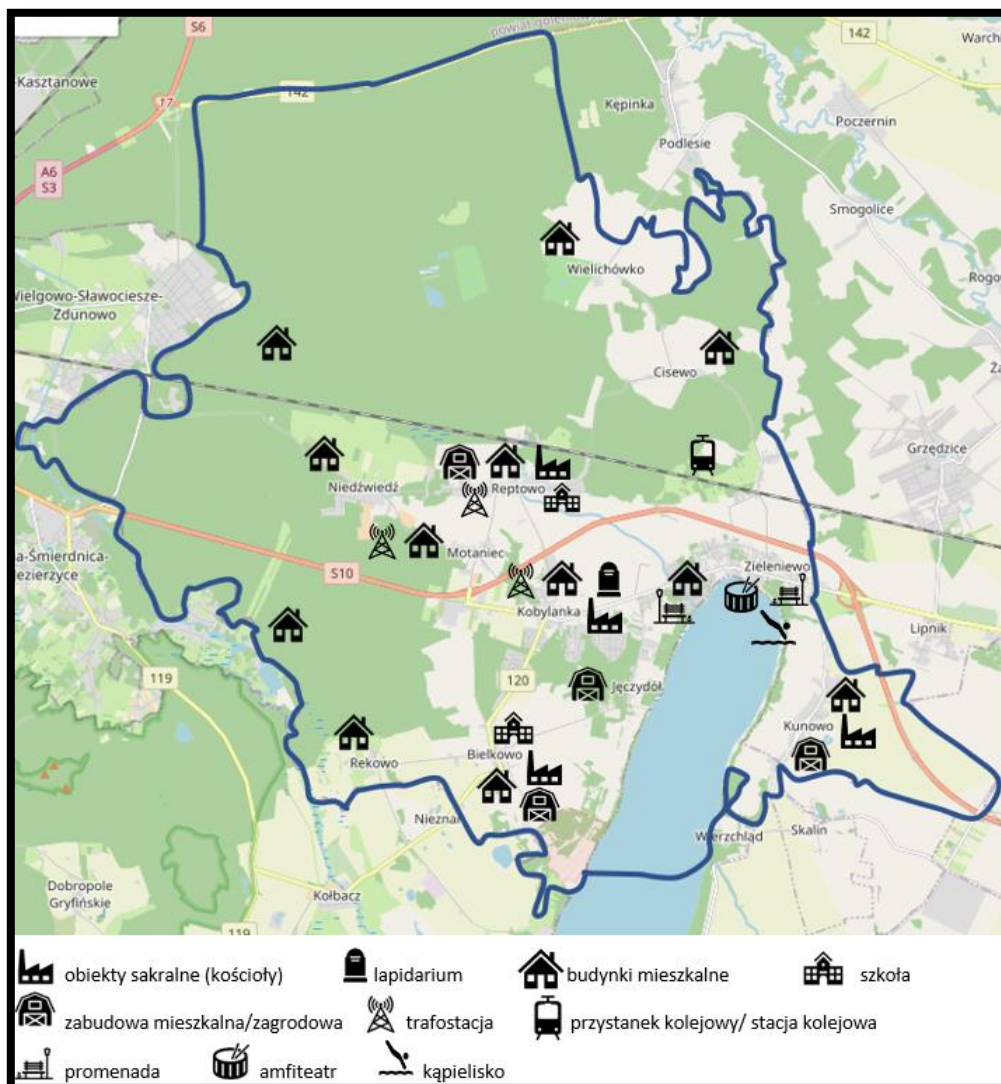 S6
powiat goleniowski
142
Warch
-Kasztanowe
142
17
Kępinka
Poczernin
Podlesie
A6
S3
Smogolice
Wielichówko
Rogo
Wielgowo-Sławociesze-
Zdunowo
Cisewo
Ża
Grzędzice
Niedźwiedź
Reptowo
a-Śmierdnica-
ezierzyce
Motaniec
S10
Zieleniewo
Kobylanka
Lipnik
119
120
Jęczydół
Kunowo
Rekowo
Bielkowo
Nieznań
Wierzchląd
Skalin
Dobropole
Gryfińskie
Kołbacz
119
obiekty sakralne (kościoły) lapidarium budynki mieszkalne szkoła
zabudowa mieszkalna/zagrodowa trafostacja przystanek kolejowy/ stacja kolejowa
promenada amfiteatr kąpielisko